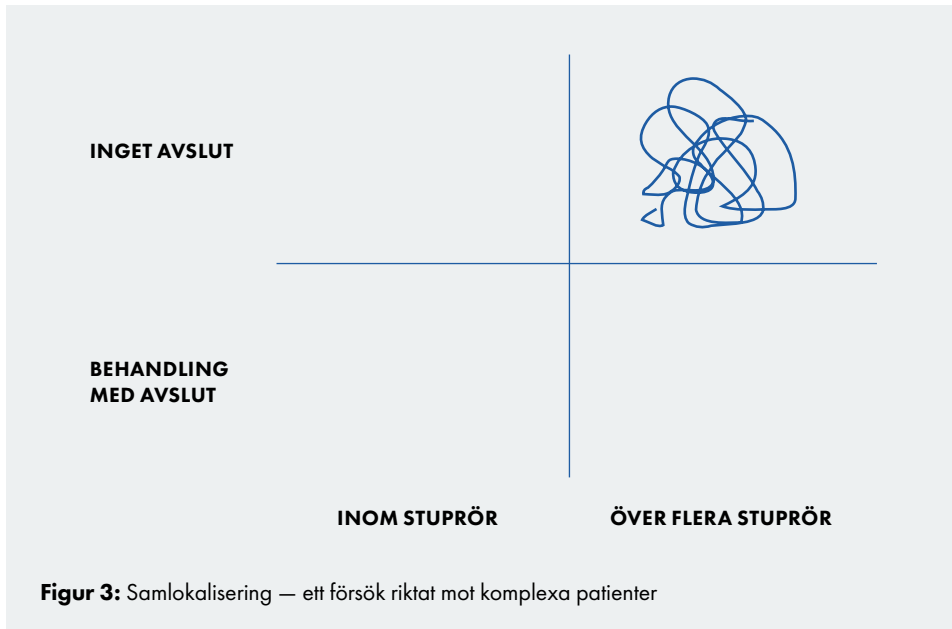 INGET AVSLUT
BEHANDLING
MED AVSLUT
INOM STUPRÖR
ÖVER FLERA STUPRÖR
Figur 3: Samlokalisering — ett försök riktat mot komplexa patienter